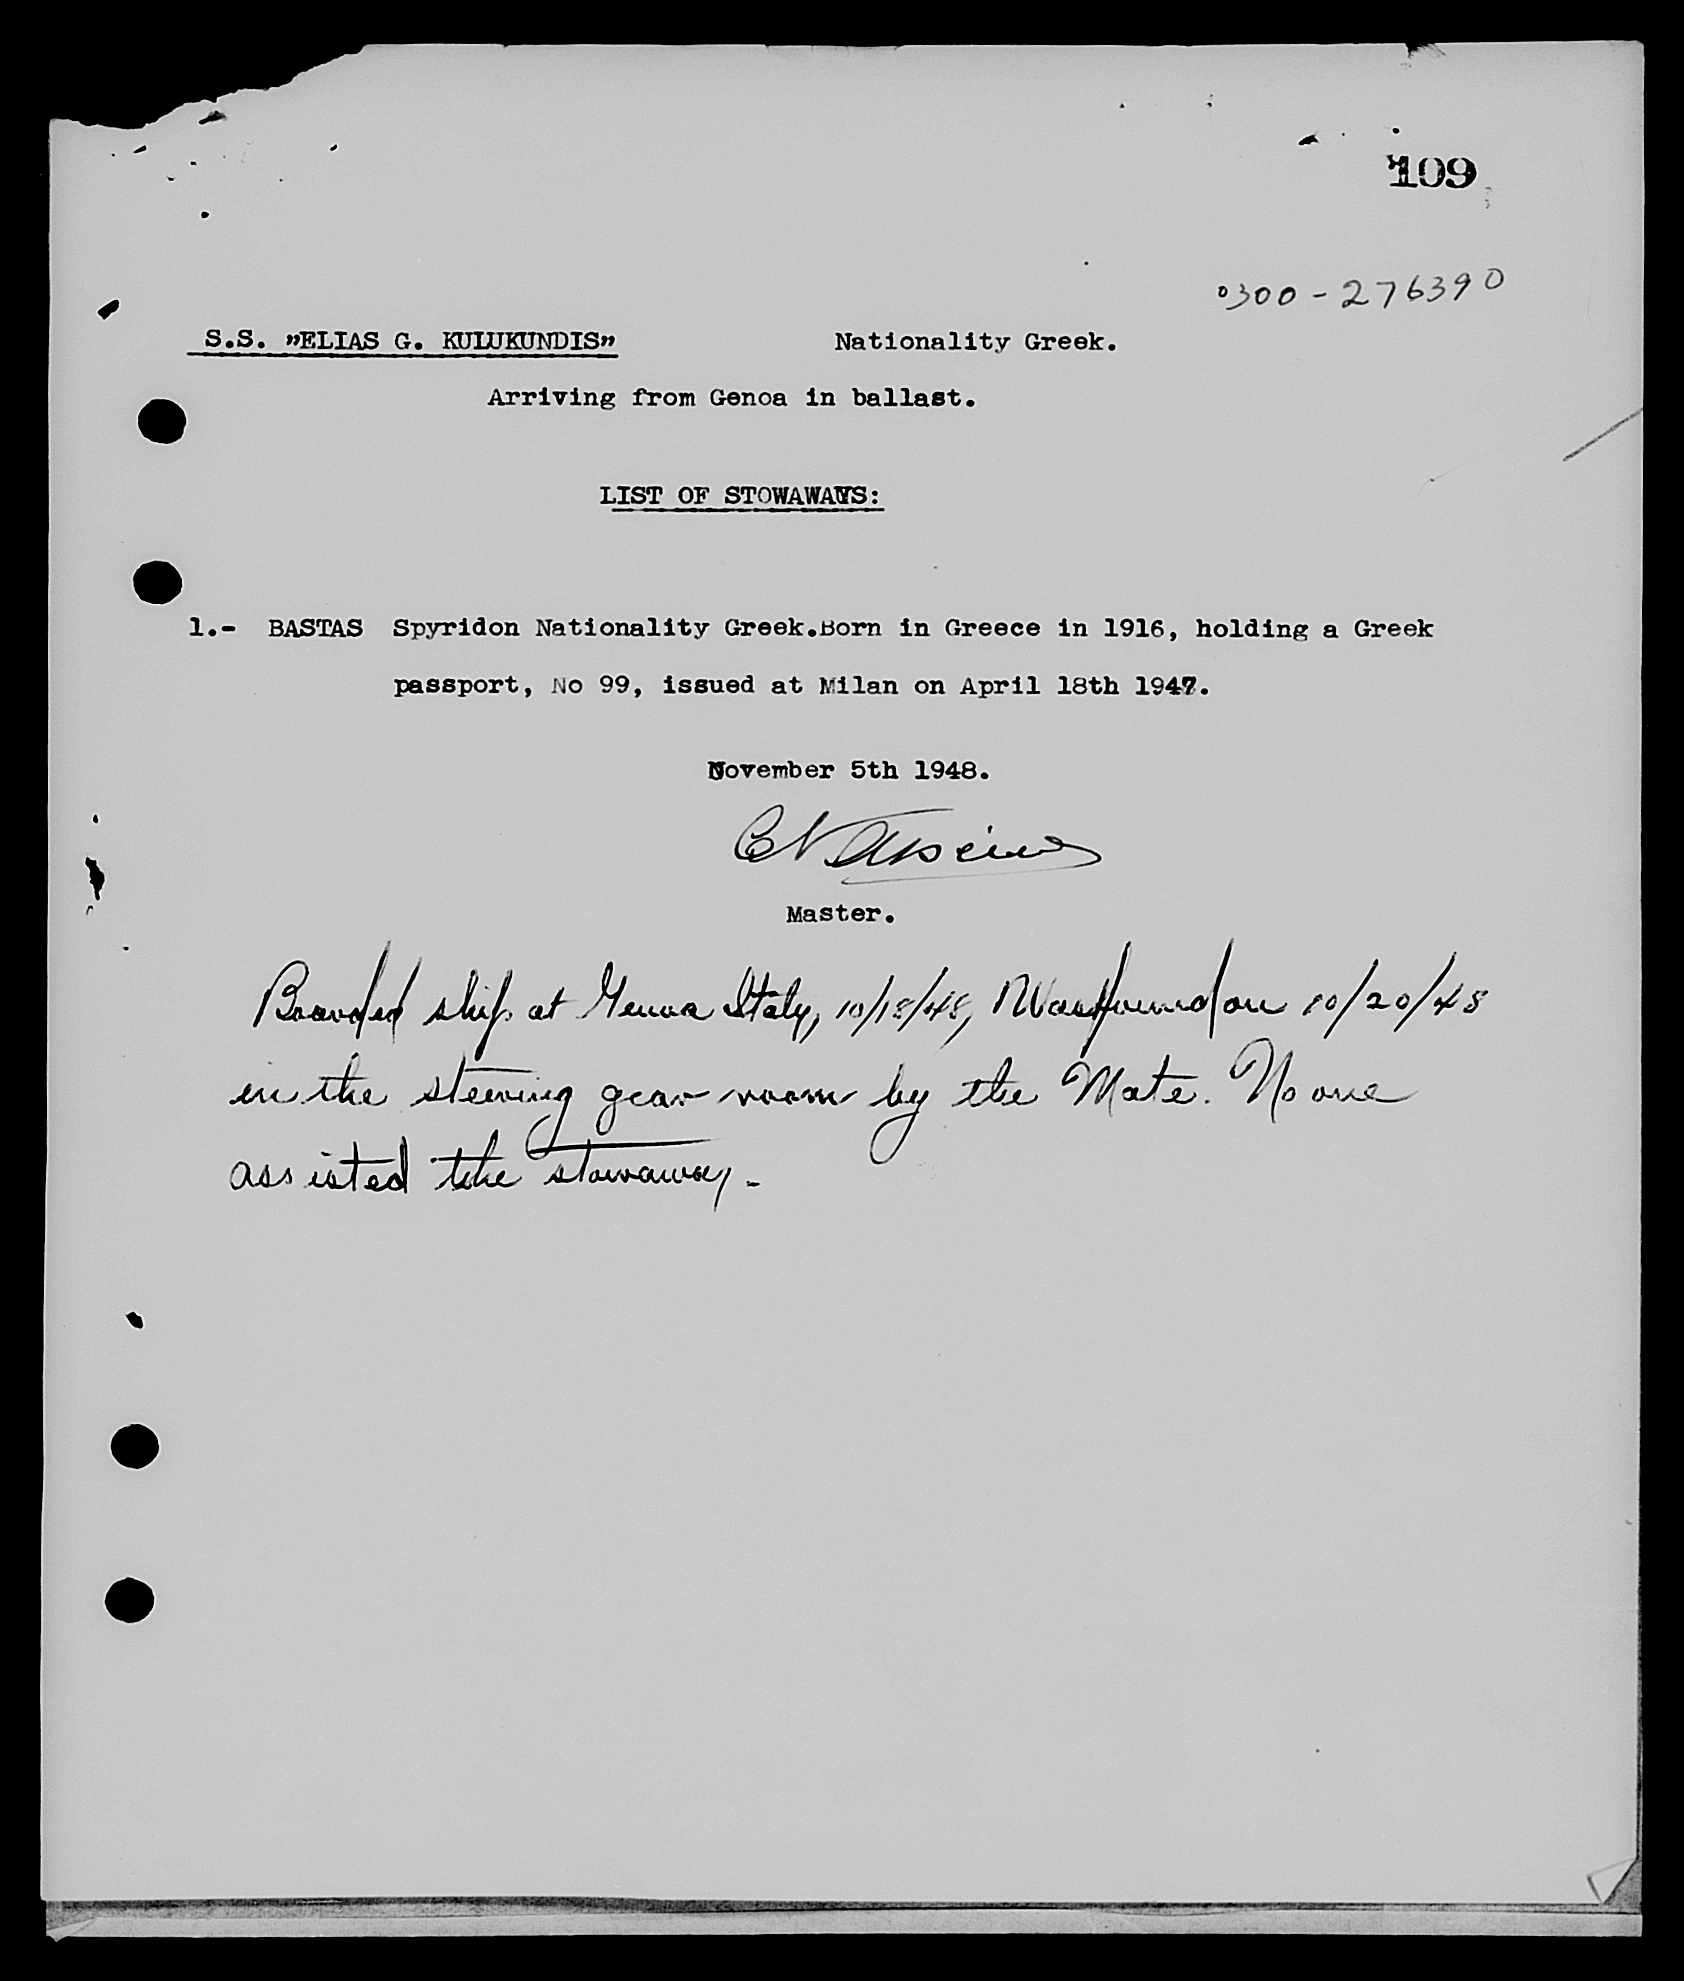 109
0300-276390
S.S. "ELIAS G. KULUKUNDIS" Nationality Greek.
Arriving from Genoa in ballast.
LIST OF STOWAWAYS:
1.- BASTAS Spyridon Nationality Greek.Born in Greece in 1916, holding a Greek
passport, No 99, issued at Milan on April 18th 1947.
November 5th 1948.
Master.
Boarded ship at Genoa Italy, 10/18/48, Was found on 10/20/48
in the steering gear room by the Mate. No one
assisted the stowaway.